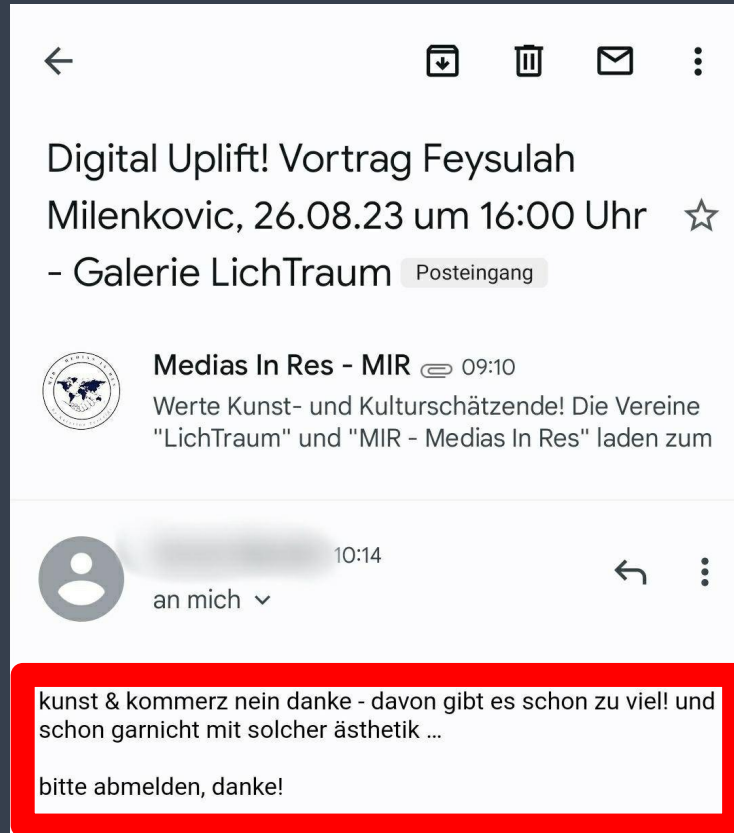 Digital Uplift! Vortrag Feysulah
Milenkovic, 26.08.23 um 16:00 Uhr
- Galerie LichTraum Posteingang
Medias In Res - MIR 09:10
Werte Kunst- und Kulturschätzende! Die Vereine
"LichTraum" und "MIR - Medias In Res" laden zum
10:14
an mich
kunst & kommerz nein danke - davon gibt es schon zu viel! und
schon garnicht mit solcher ästhetik ...
bitte abmelden, danke!